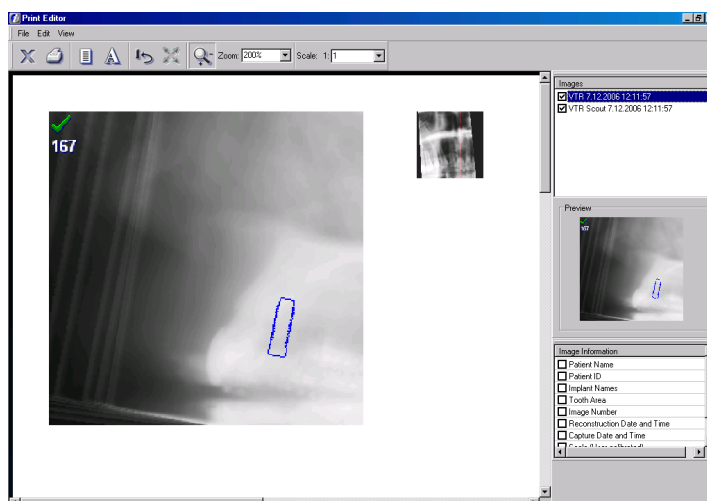 Print Editor
File Edit View
Zoom: 200% Scale: 1: 1
167
Images
VTR 7.12.2006 12:11:57
VTR Scout 7.12.2006 12:11:57
Preview
167
Image Information
Patient Name
Patient ID
Implant Names
Tooth Area
Image Number
Reconstruction Date and Time
Capture Date and Time